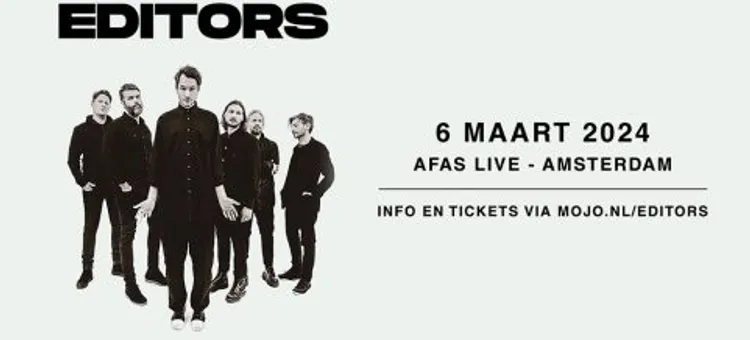 EDITORS
6 MAART 2024
AFAS LIVE - AMSTERDAM
INFO EN TICKETS VIA MOJO.NL/EDITORS